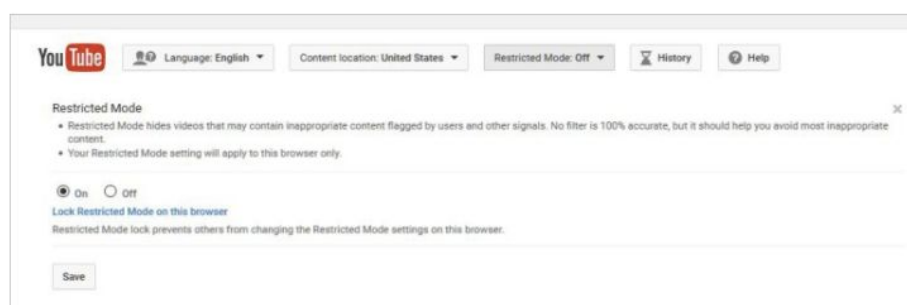 You Tube
Language: English
Content location: United States
Restricted Mode: Off
History
Help
Restricted Mode
Restricted Mode hides videos that may contain inappropriate content flagged by users and other signals. No filter is 100% accurate, but it should help you avoid most inappropriate
content.
Your Restricted Mode setting will apply to this browser only.
On Off
Lock Restricted Mode on this browser
Restricted Mode lock prevents others from changing the Restricted Mode settings on this browser.
Save